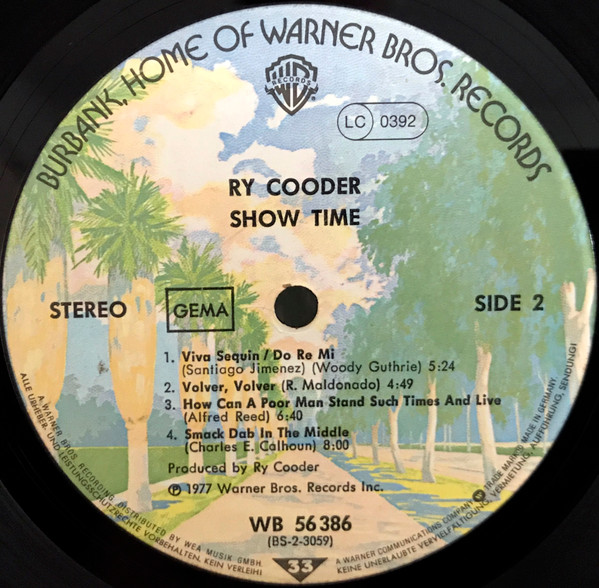 BURBANK, HOME OF WARNER BROS. RECORDS
WB
RECORDS
LC 0392
RY COODER
SHOW TIME
STEREO
GEMA
SIDE 2
1. Viva Sequin / Do Re Mi
(Santiago Jimenez) (Woody Guthrie) 5:24
2. Volver, Volver (R. Maldonado) 4:49
3. How Can A Poor Man Stand Such Times And Live
(Alfred Reed) 6:40
4. Smack Dab In The Middle
(Charles E. Calhoun) 8:00
Produced by Ry Cooder
℗ 1977 Warner Bros. Records Inc.
WB 56 386
(BS-2-3059)
33
A WARNER BROS. RECORDING, DISTRIBUTED BY WEA MUSIK GMBH.
ALLE URHEBER- UND LEISTUNGSSCHUTZRECHTE VORBEHALTEN. KEIN VERLEIH!
A WARNER COMMUNICATIONS COMPANY TRADE MARK(S) MADE IN GERMANY.
KEINE UNERLAUBTE VERVIELFÄLTIGUNG, VERMIETUNG, AUFFÜHRUNG, SENDUNG!